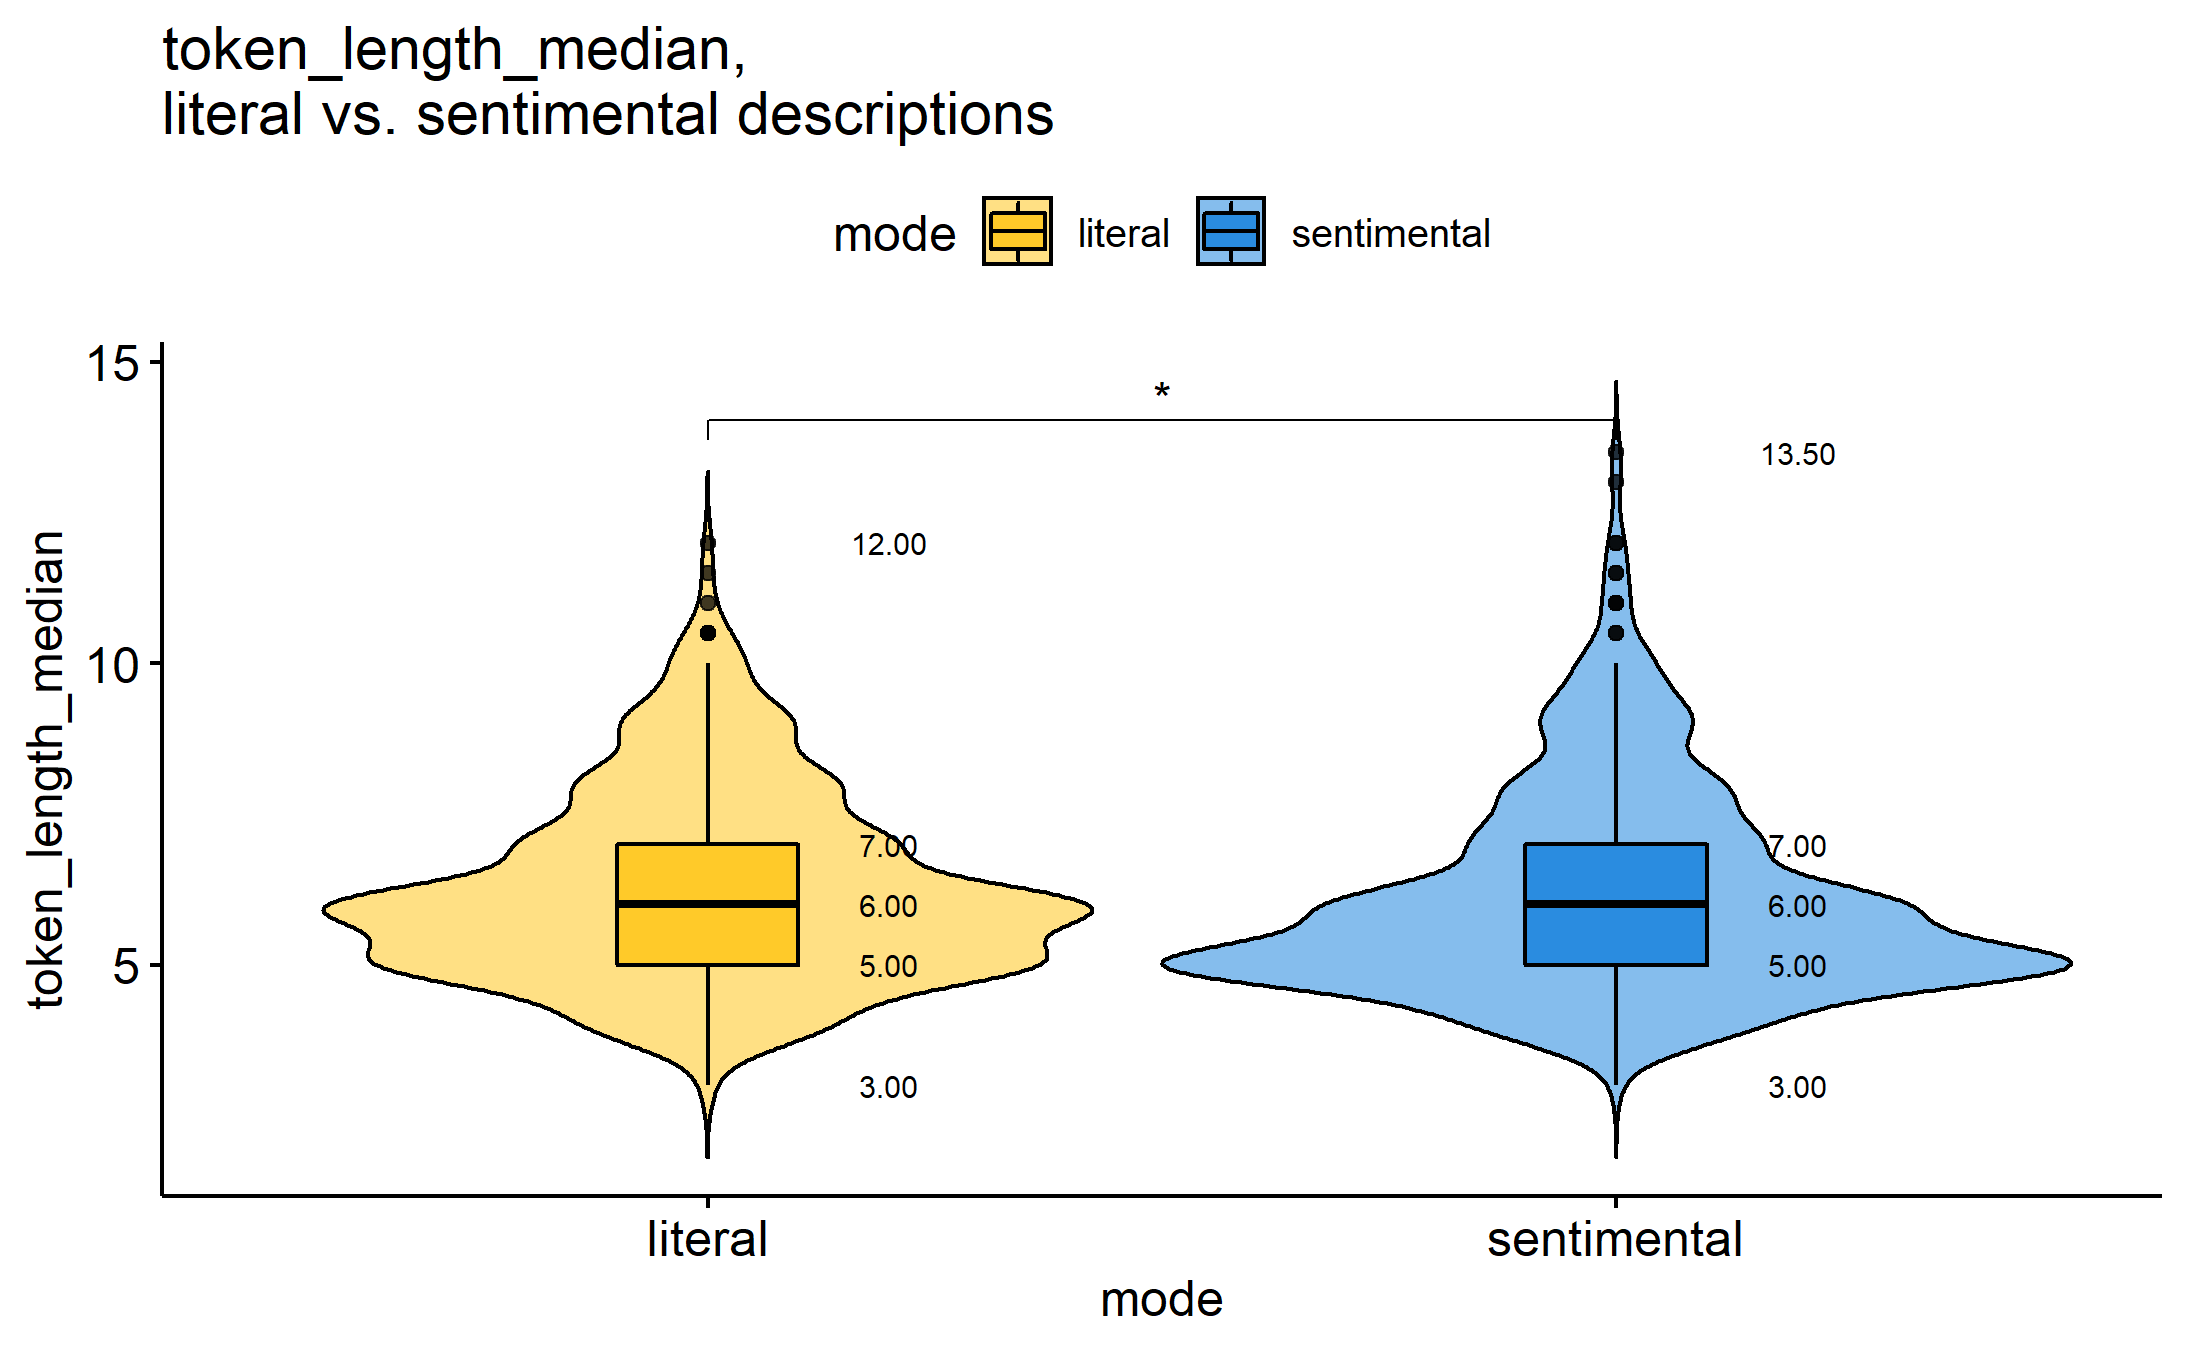 token_length_median,
literal vs. sentimental descriptions
mode literal sentimental
15
10
5
token_length_median
*
13.50
12.00
7.00
6.00
5.00
3.00
7.00
6.00
5.00
3.00
literal sentimental
mode